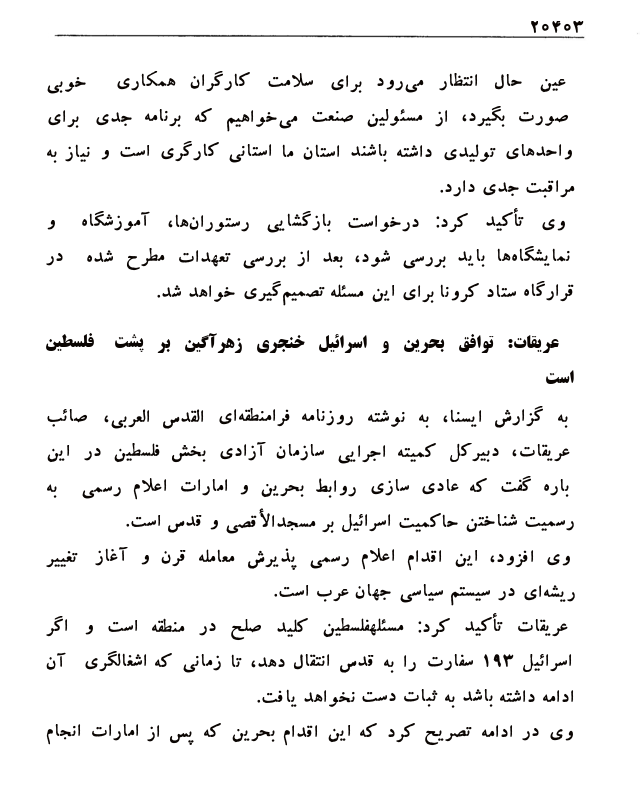 ۲۰۴۰۳
عین حال انتظار می‌رود برای سلامت کارگران همکاری خوبی
صورت بگیرد، از مسئولین صنعت می‌خواهیم که برنامه جدی برای
واحدهای تولیدی داشته باشند استان ما استانی کارگری است و نیاز به
مراقبت جدی دارد.
وی تأکید کرد: درخواست بازگشایی رستوران‌ها، آموزشگاه و
نمایشگاه‌ها باید بررسی شود، بعد از بررسی تعهدات مطرح شده در
قرارگاه ستاد کرونا برای این مسئله تصمیم‌گیری خواهد شد.
عریقات: توافق بحرین و اسرائیل خنجری زهرآگین بر پشت فلسطین
است
به گزارش ایسنا، به نوشته روزنامه فرامنطقه‌ای القدس العربی، صائب
عریقات، دبیرکل کمیته اجرایی سازمان آزادی بخش فلسطین در این
باره گفت که عادی سازی روابط بحرین و امارات اعلام رسمی به
رسمیت شناختن حاکمیت اسرائیل بر مسجدالأقصی و قدس است.
وی افزود، این اقدام اعلام رسمی پذیرش معامله قرن و آغاز تغییر
ریشه‌ای در سیستم سیاسی جهان عرب است.
عریقات تأکید کرد: مسئلهفلسطین کلید صلح در منطقه است و اگر
اسرائیل ۱۹۳ سفارت را به قدس انتقال دهد، تا زمانی که اشغالگری آن
ادامه داشته باشد به ثبات دست نخواهد یافت.
وی در ادامه تصریح کرد که این اقدام بحرین که پس از امارات انجام